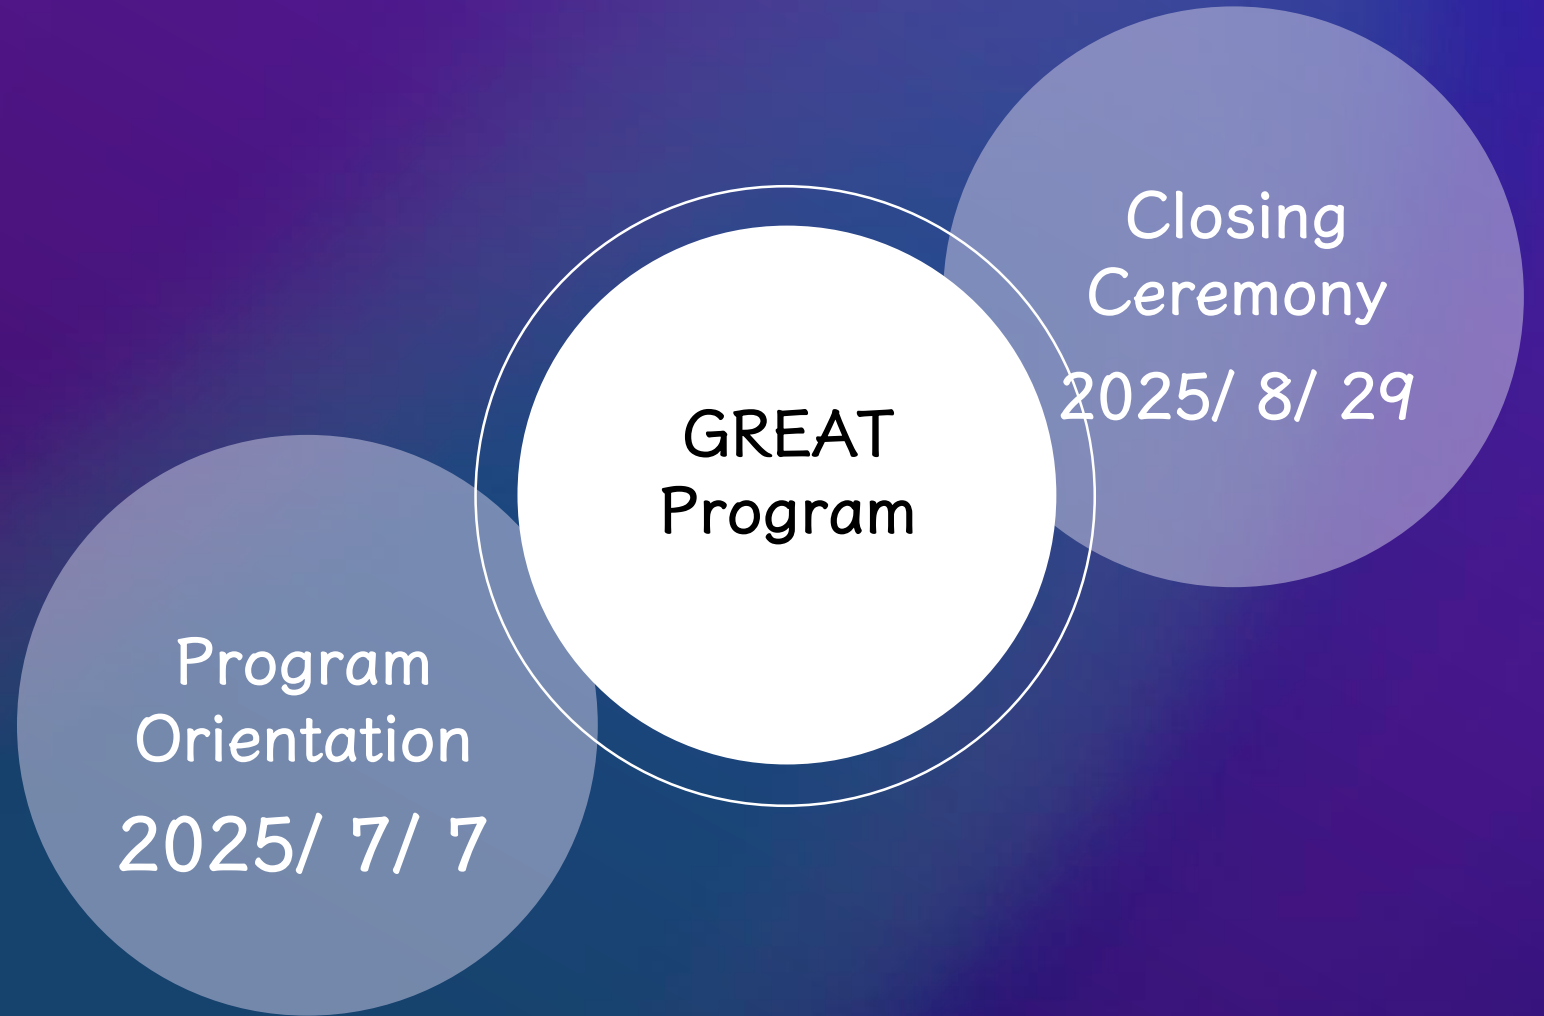 Closing
Ceremony
2025/ 8/ 29
GREAT
Program
Program
Orientation
2025/ 7/ 7